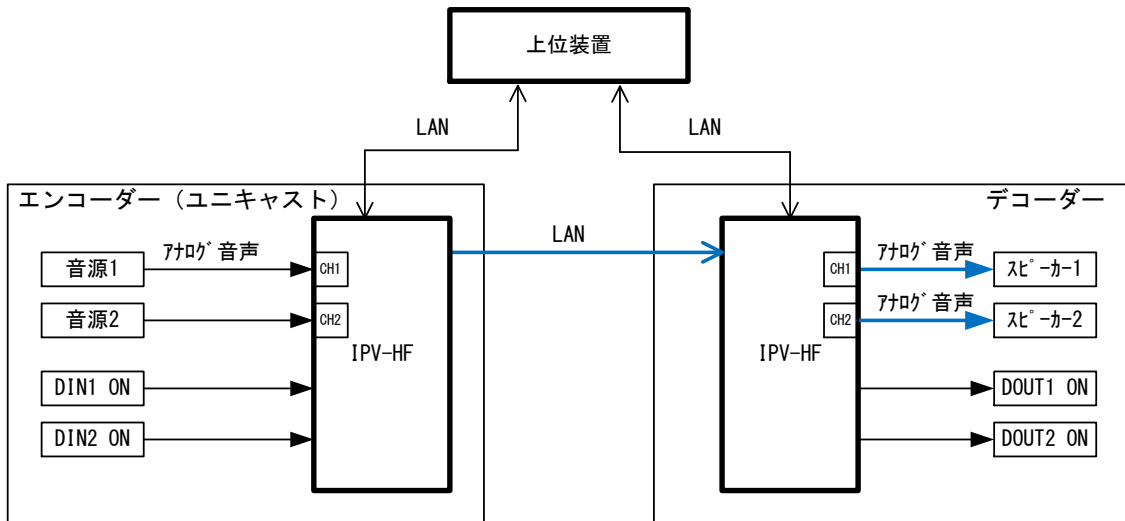 上位装置
LAN
LAN
エンコーダー（ユニキャスト）
デコーダー
LAN
音源1
アナログ音声
CH1
音源2
CH2
IPV-HF
DIN1 ON
DIN2 ON
CH1
アナログ音声
スピーカー1
CH2
アナログ音声
スピーカー2
IPV-HF
DOUT1 ON
DOUT2 ON